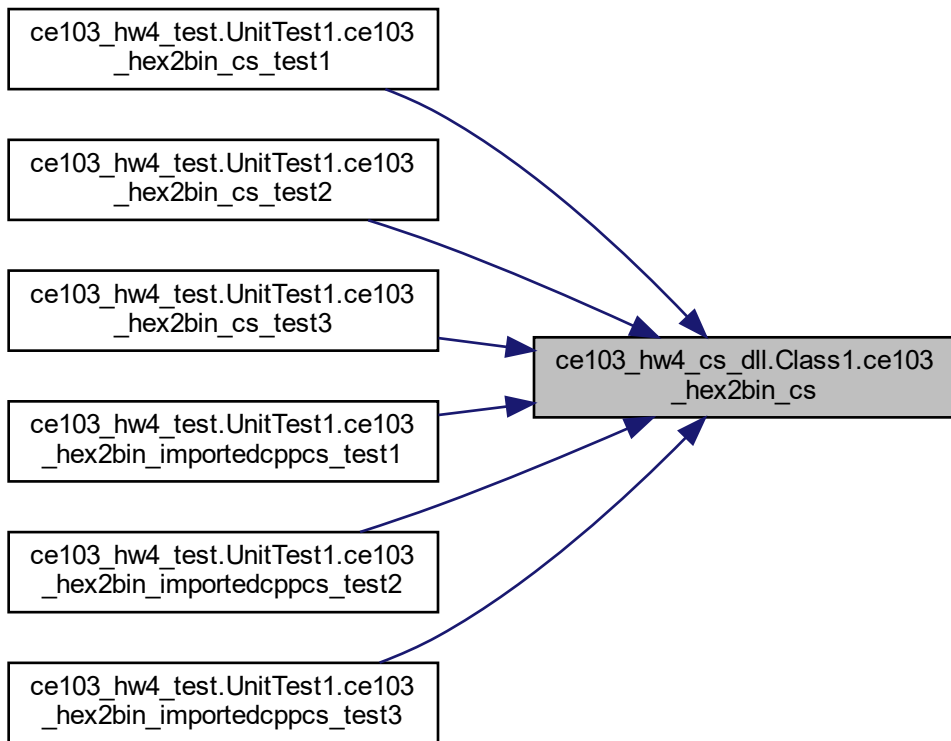 ce103_hw4_test.UnitTest1.ce103
_hex2bin_cs_test1
ce103_hw4_test.UnitTest1.ce103
_hex2bin_cs_test2
ce103_hw4_test.UnitTest1.ce103
_hex2bin_cs_test3
ce103_hw4_cs_dll.Class1.ce103
_hex2bin_cs
ce103_hw4_test.UnitTest1.ce103
_hex2bin_importedcppcs_test1
ce103_hw4_test.UnitTest1.ce103
_hex2bin_importedcppcs_test2
ce103_hw4_test.UnitTest1.ce103
_hex2bin_importedcppcs_test3